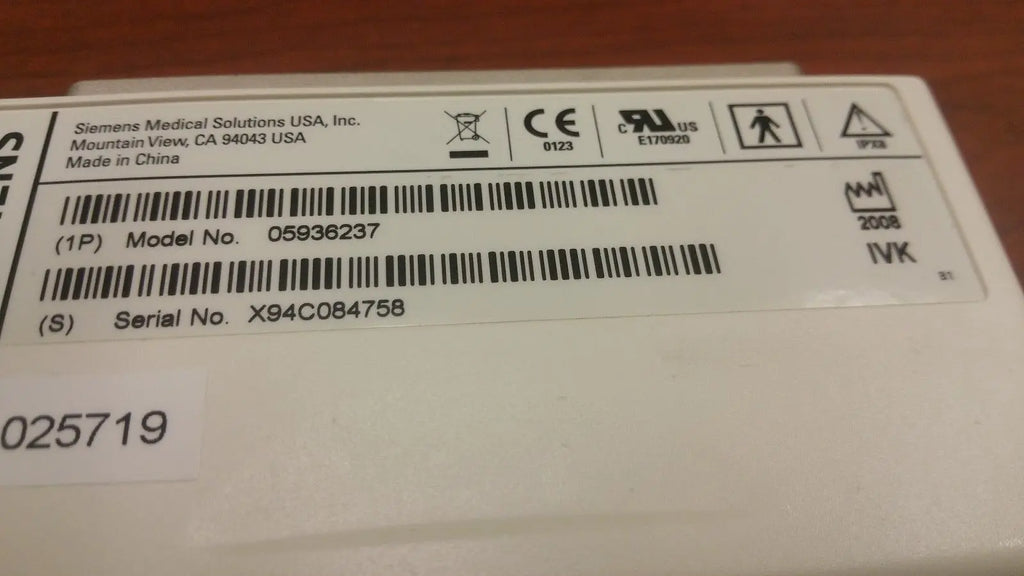 Siemens Medical Solutions USA, Inc.
Mountain View, CA 94043 USA
Made in China
CE
0123
c RU US
E170920
(1P) Model No. 05936237
2008
IVK
(S) Serial No. X94C084758
025719